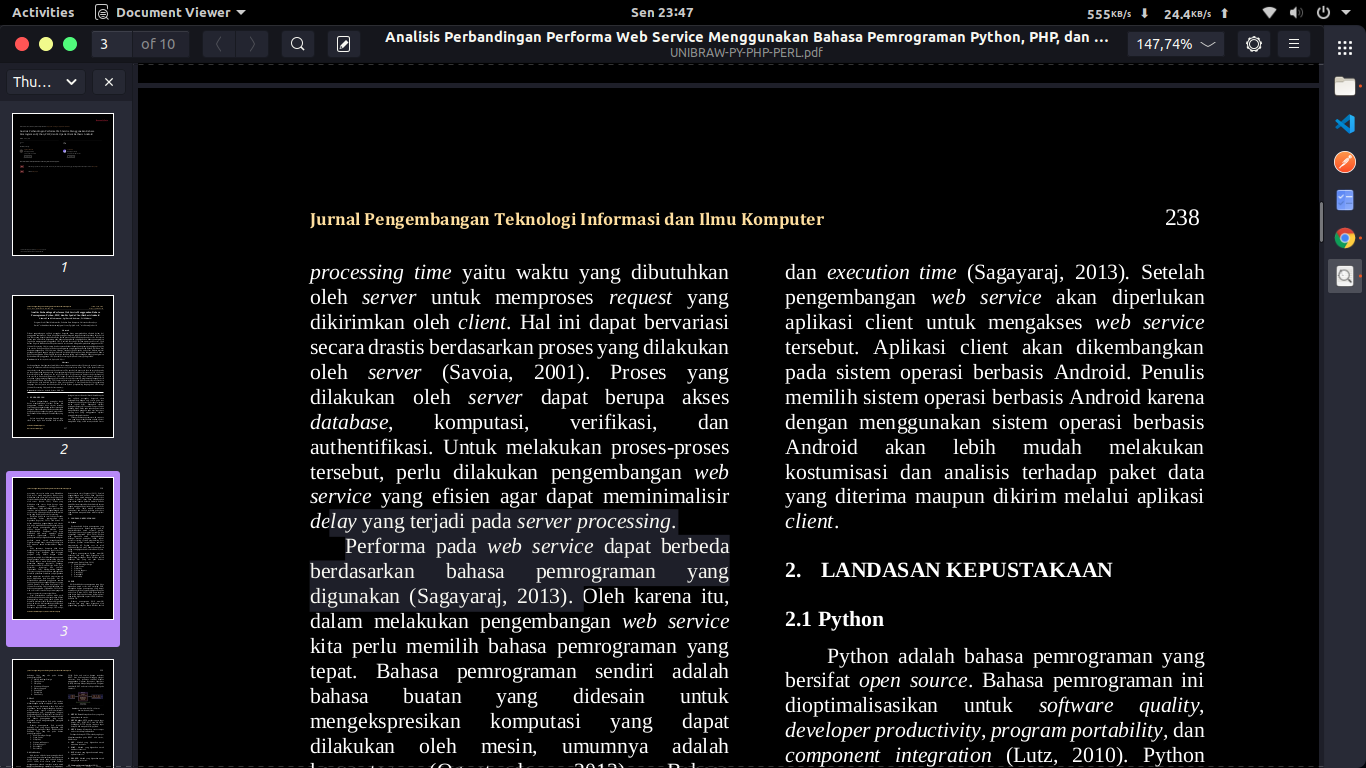 Activities
Document Viewer
Sen 23:47
555KB/s
24.4KB/s
3
of 10
Analisis Perbandingan Performa Web Service Menggunakan Bahasa Pemrograman Python, PHP, dan ...
UNIBRAW-PY-PHP-PERL.pdf
147,74%
Thu...
1
2
3
Jurnal Pengembangan Teknologi Informasi dan Ilmu Komputer
238
processing time yaitu waktu yang dibutuhkan
oleh server untuk memproses request yang
dikirimkan oleh client. Hal ini dapat bervariasi
secara drastis berdasarkan proses yang dilakukan
oleh server (Savoia, 2001). Proses yang
dilakukan oleh server dapat berupa akses
database, komputasi, verifikasi, dan
authentifikasi. Untuk melakukan proses-proses
tersebut, perlu dilakukan pengembangan web
service yang efisien agar dapat meminimalisir
delay yang terjadi pada server processing.
Performa pada web service dapat berbeda
berdasarkan bahasa pemrograman yang
digunakan (Sagayaraj, 2013). Oleh karena itu,
dalam melakukan pengembangan web service
kita perlu memilih bahasa pemrograman yang
tepat. Bahasa pemrograman sendiri adalah
bahasa buatan yang didesain untuk
mengekspresikan komputasi yang dapat
dilakukan oleh mesin, umumnya adalah
dan execution time (Sagayaraj, 2013). Setelah
pengembangan web service akan diperlukan
aplikasi client untuk mengakses web service
tersebut. Aplikasi client akan dikembangkan
pada sistem operasi berbasis Android. Penulis
memilih sistem operasi berbasis Android karena
dengan menggunakan sistem operasi berbasis
Android akan lebih mudah melakukan
kostumisasi dan analisis terhadap paket data
yang diterima maupun dikirim melalui aplikasi
client.
2. LANDASAN KEPUSTAKAAN
2.1 Python
Python adalah bahasa pemrograman yang
bersifat open source. Bahasa pemrograman ini
dioptimalisasikan untuk software quality,
developer productivity, program portability, dan
component integration (Lutz, 2010). Python